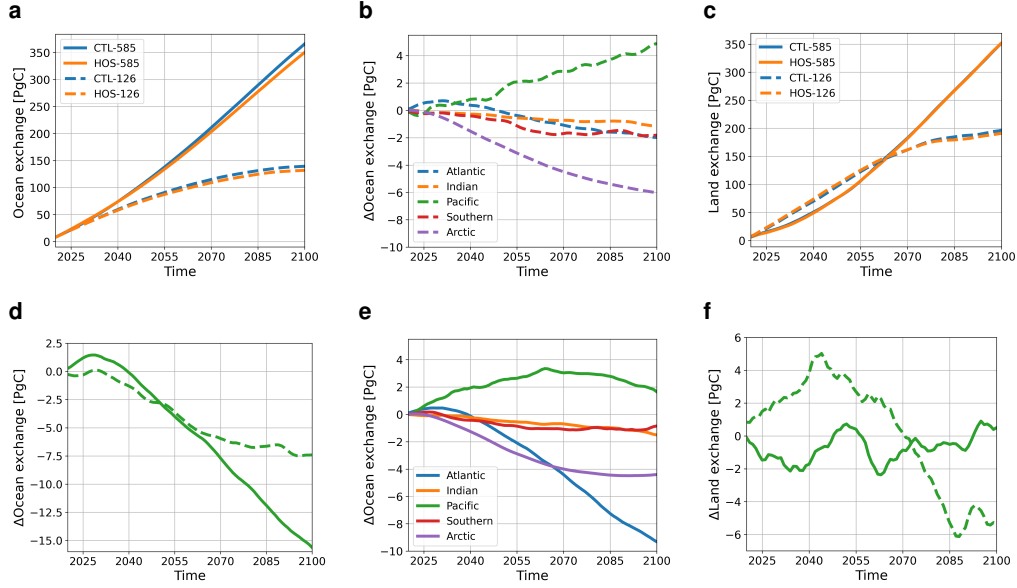 a
Ocean exchange [PgC]
350
300
250
200
150
100
50
0
CTL-585
HOS-585
CTL-126
HOS-126
2025 2040 2055 2070 2085 2100
Time
b
ΔOcean exchange [PgC]
4
2
0
−2
−4
−6
−8
−10
Atlantic
Indian
Pacific
Southern
Arctic
2025 2040 2055 2070 2085 2100
Time
c
Land exchange [PgC]
350
300
250
200
150
100
50
0
CTL-585
HOS-585
CTL-126
HOS-126
2025 2040 2055 2070 2085 2100
Time
d
ΔOcean exchange [PgC]
2.5
0.0
−2.5
−5.0
−7.5
−10.0
−12.5
−15.0
2025 2040 2055 2070 2085 2100
Time
e
ΔOcean exchange [PgC]
4
2
0
−2
−4
−6
−8
−10
Atlantic
Indian
Pacific
Southern
Arctic
2025 2040 2055 2070 2085 2100
Time
f
ΔLand exchange [PgC]
6
4
2
0
−2
−4
−6
2025 2040 2055 2070 2085 2100
Time